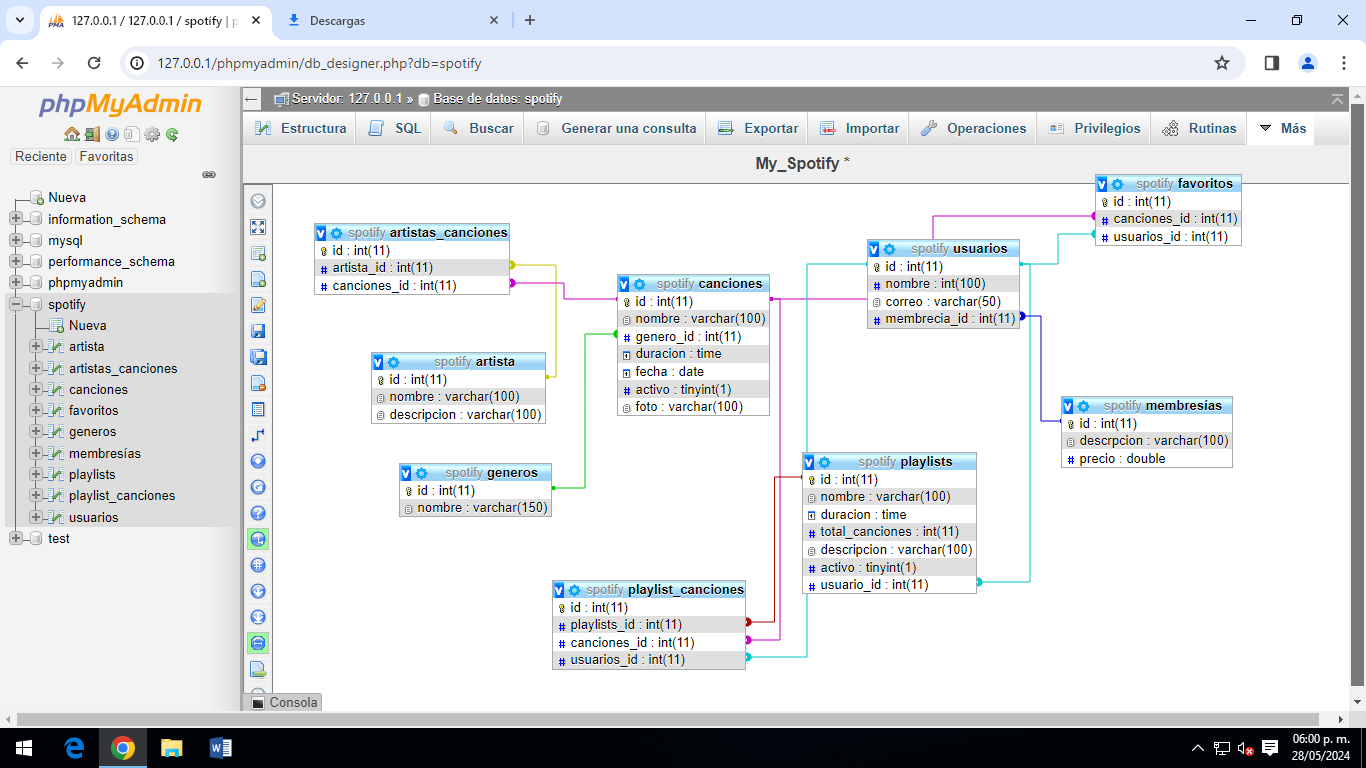 127.0.0.1 / 127.0.0.1 / spotify | p
Descargas
127.0.0.1/phpmyadmin/db_designer.php?db=spotify
phpMyAdmin
Reciente
Favoritas
Nueva
information_schema
mysql
performance_schema
phpmyadmin
spotify
Nueva
artista
artistas_canciones
canciones
favoritos
generos
membresías
playlists
playlist_canciones
usuarios
test
Servidor: 127.0.0.1 » Base de datos: spotify
Estructura
SQL
Buscar
Generar una consulta
Exportar
Importar
Operaciones
Privilegios
Rutinas
Más
My_Spotify *
spotify artistas_canciones
id : int(11)
artista_id : int(11)
canciones_id : int(11)
spotify artista
id : int(11)
nombre : varchar(100)
descripcion : varchar(100)
spotify generos
id : int(11)
nombre : varchar(150)
spotify canciones
id : int(11)
nombre : varchar(100)
genero_id : int(11)
duracion : time
fecha : date
activo : tinyint(1)
foto : varchar(100)
spotify playlist_canciones
id : int(11)
playlists_id : int(11)
canciones_id : int(11)
usuarios_id : int(11)
spotify usuarios
id : int(11)
nombre : int(100)
correo : varchar(50)
membrecia_id : int(11)
spotify playlists
id : int(11)
nombre : varchar(100)
duracion : time
total_canciones : int(11)
descripcion : varchar(100)
activo : tinyint(1)
usuario_id : int(11)
spotify favoritos
id : int(11)
canciones_id : int(11)
usuarios_id : int(11)
spotify membresías
id : int(11)
descrpcion : varchar(100)
precio : double
Consola
06:00 p. m.
28/05/2024